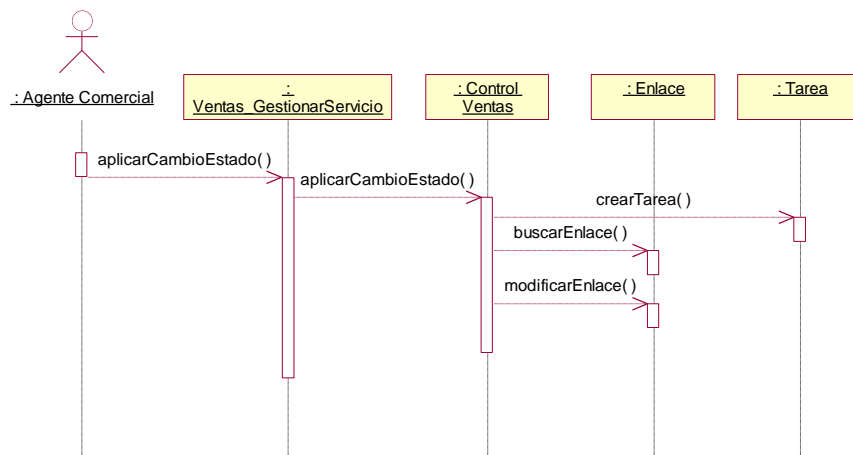 : Agente Comercial
:
Ventas_GestionarServicio
: Control
Ventas
: Enlace
: Tarea
aplicarCambioEstado( )
aplicarCambioEstado( )
crearTarea( )
buscarEnlace( )
modificarEnlace( )